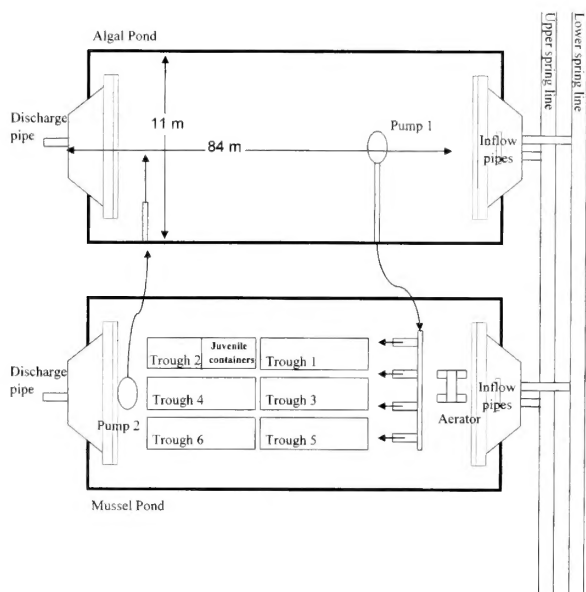 Algal Pond
Discharge
pipe
11 m
84 m
Pump 1
Inflow
pipes
Upper spring line
Lower spring line
Discharge
pipe
Pump 2
Trough 2
Juvenile
containers
Trough 1
Trough 4
Trough 3
Trough 6
Trough 5
Aerator
Inflow
pipes
Mussel Pond